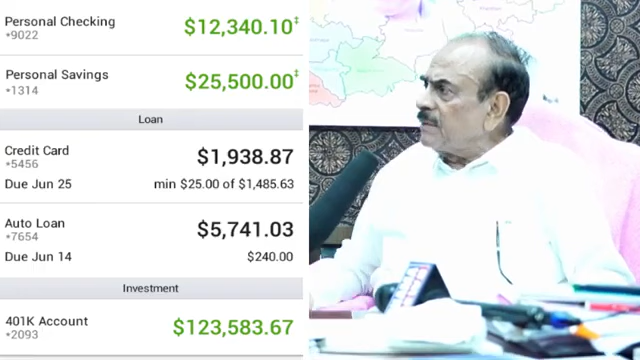 Personal Checking
*9022
$12,340.10‡
Personal Savings
*1314
$25,500.00‡
Loan
Credit Card
*5456
$1,938.87
Due Jun 25
min $25.00 of $1,485.63
Auto Loan
*7654
$5,741.03
Due Jun 14
$240.00
Investment
401K Account
*2093
$123,583.67